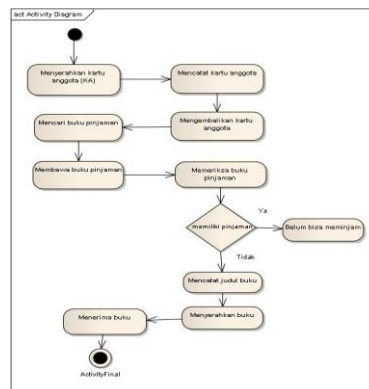 act Activity Diagram
Menyerahkan kartu
anggota (KA)
Mencatat kartu anggota
Mengembalikan kartu
anggota
Mencari buku pinjaman
Membawa buku pinjaman
Memeriksa buku
pinjaman
memiliki pinjaman
Ya
Belum bisa meminjam
Tidak
Mencatat judul buku
Menyerahkan buku
Menerima buku
ActivityFinal